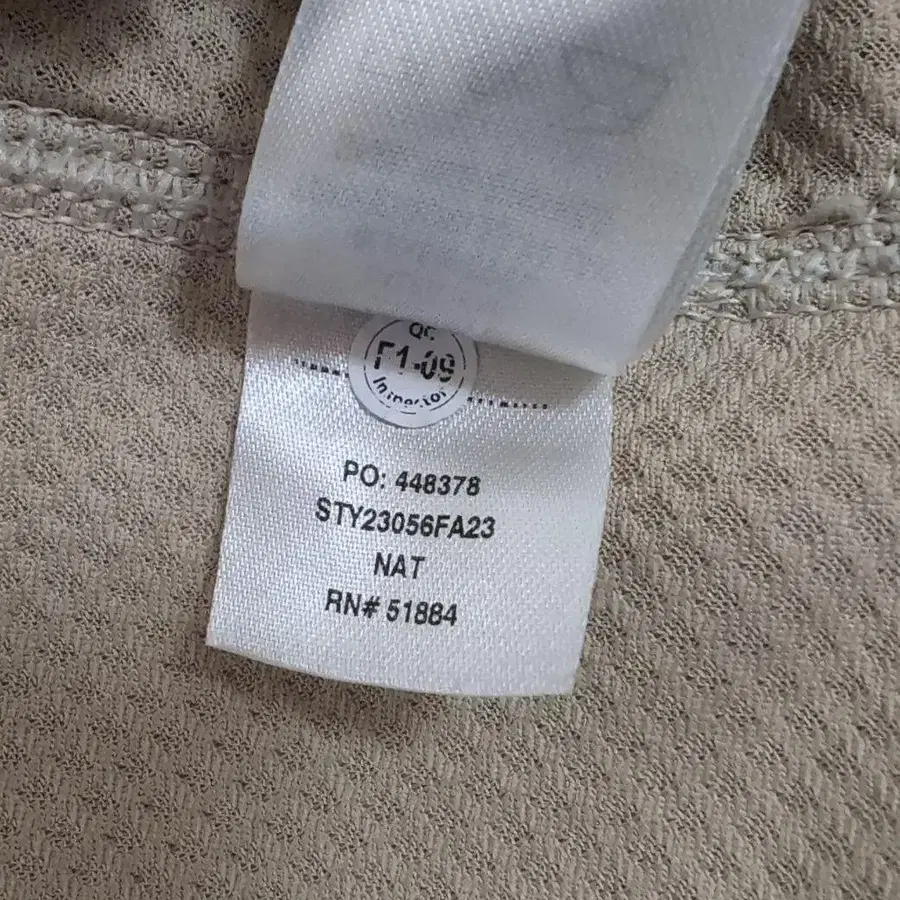 QC
F1-09
Inspector
PO: 448378
STY23056FA23
NAT
RN# 51884